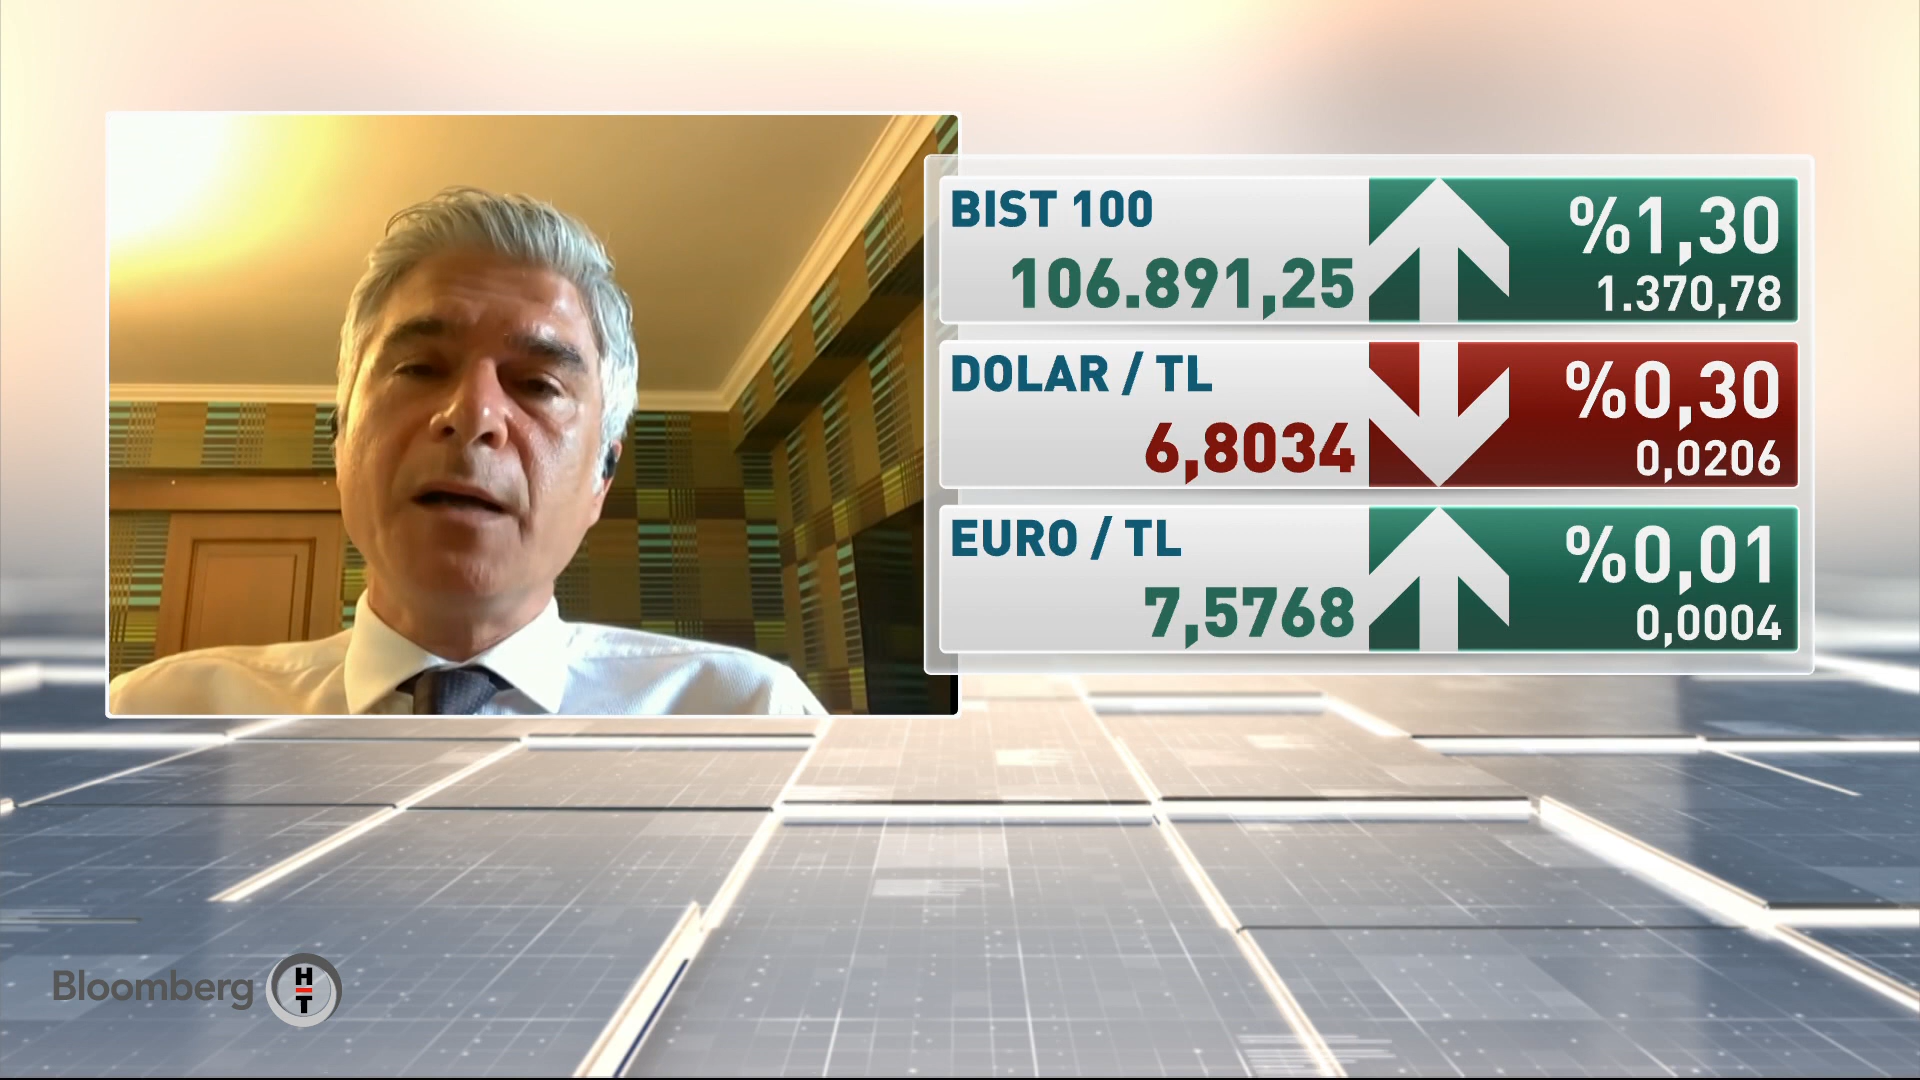 BIST 100
106.891,25
%1,30
1.370,78
DOLAR / TL
6,8034
%0,30
0,0206
EURO / TL
7,5768
%0,01
0,0004
Bloomberg HT